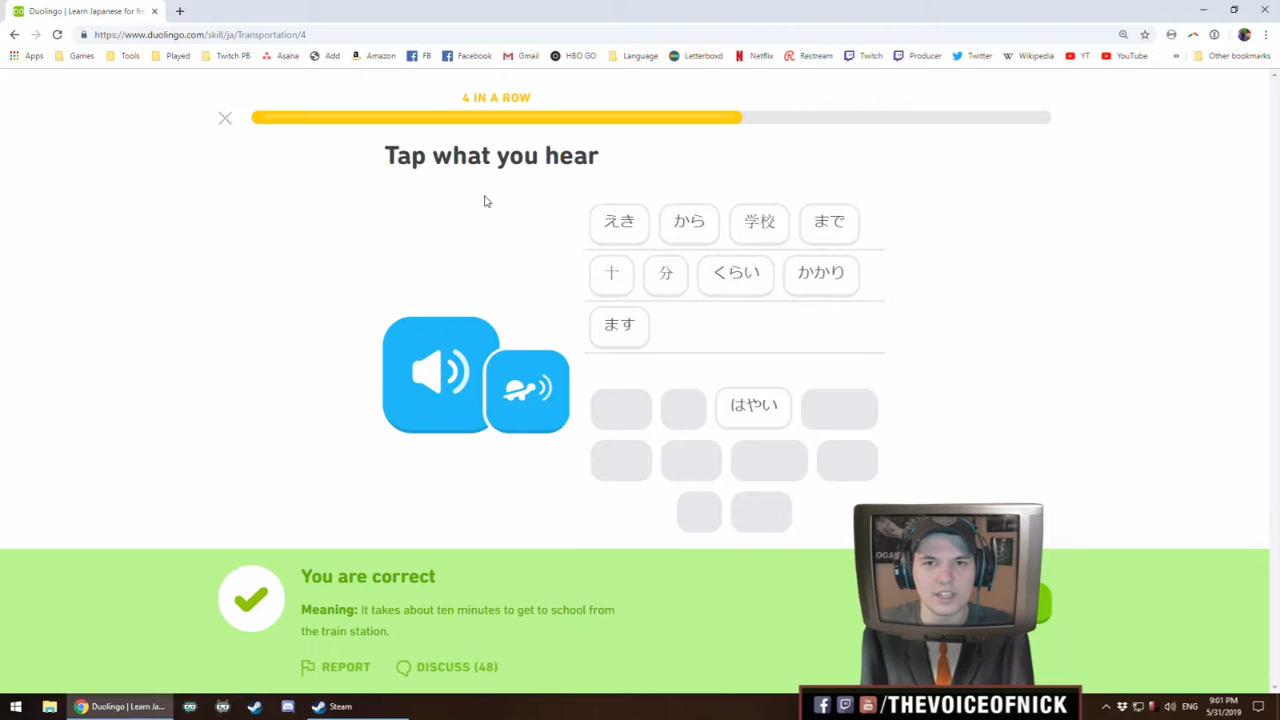 Duolingo | Learn Japanese for fre
https://www.duolingo.com/skill/ja/Transportation/4
Apps Games Tools Played Twitch PB Asana Add Amazon FB Facebook Gmail HBO GO Language Letterboxd Netflix Restream Twitch Producer Twitter Wikipedia YT YouTube » Other bookmarks
4 IN A ROW
Tap what you hear
えき から 学校 まで
十 分 くらい かかり
ます
はやい
You are correct
Meaning: It takes about ten minutes to get to school from
the train station.
REPORT DISCUSS (48)
/THEVOICEOFNICK
Duolingo | Learn Ja... Steam ENG 9:01 PM
5/31/2019